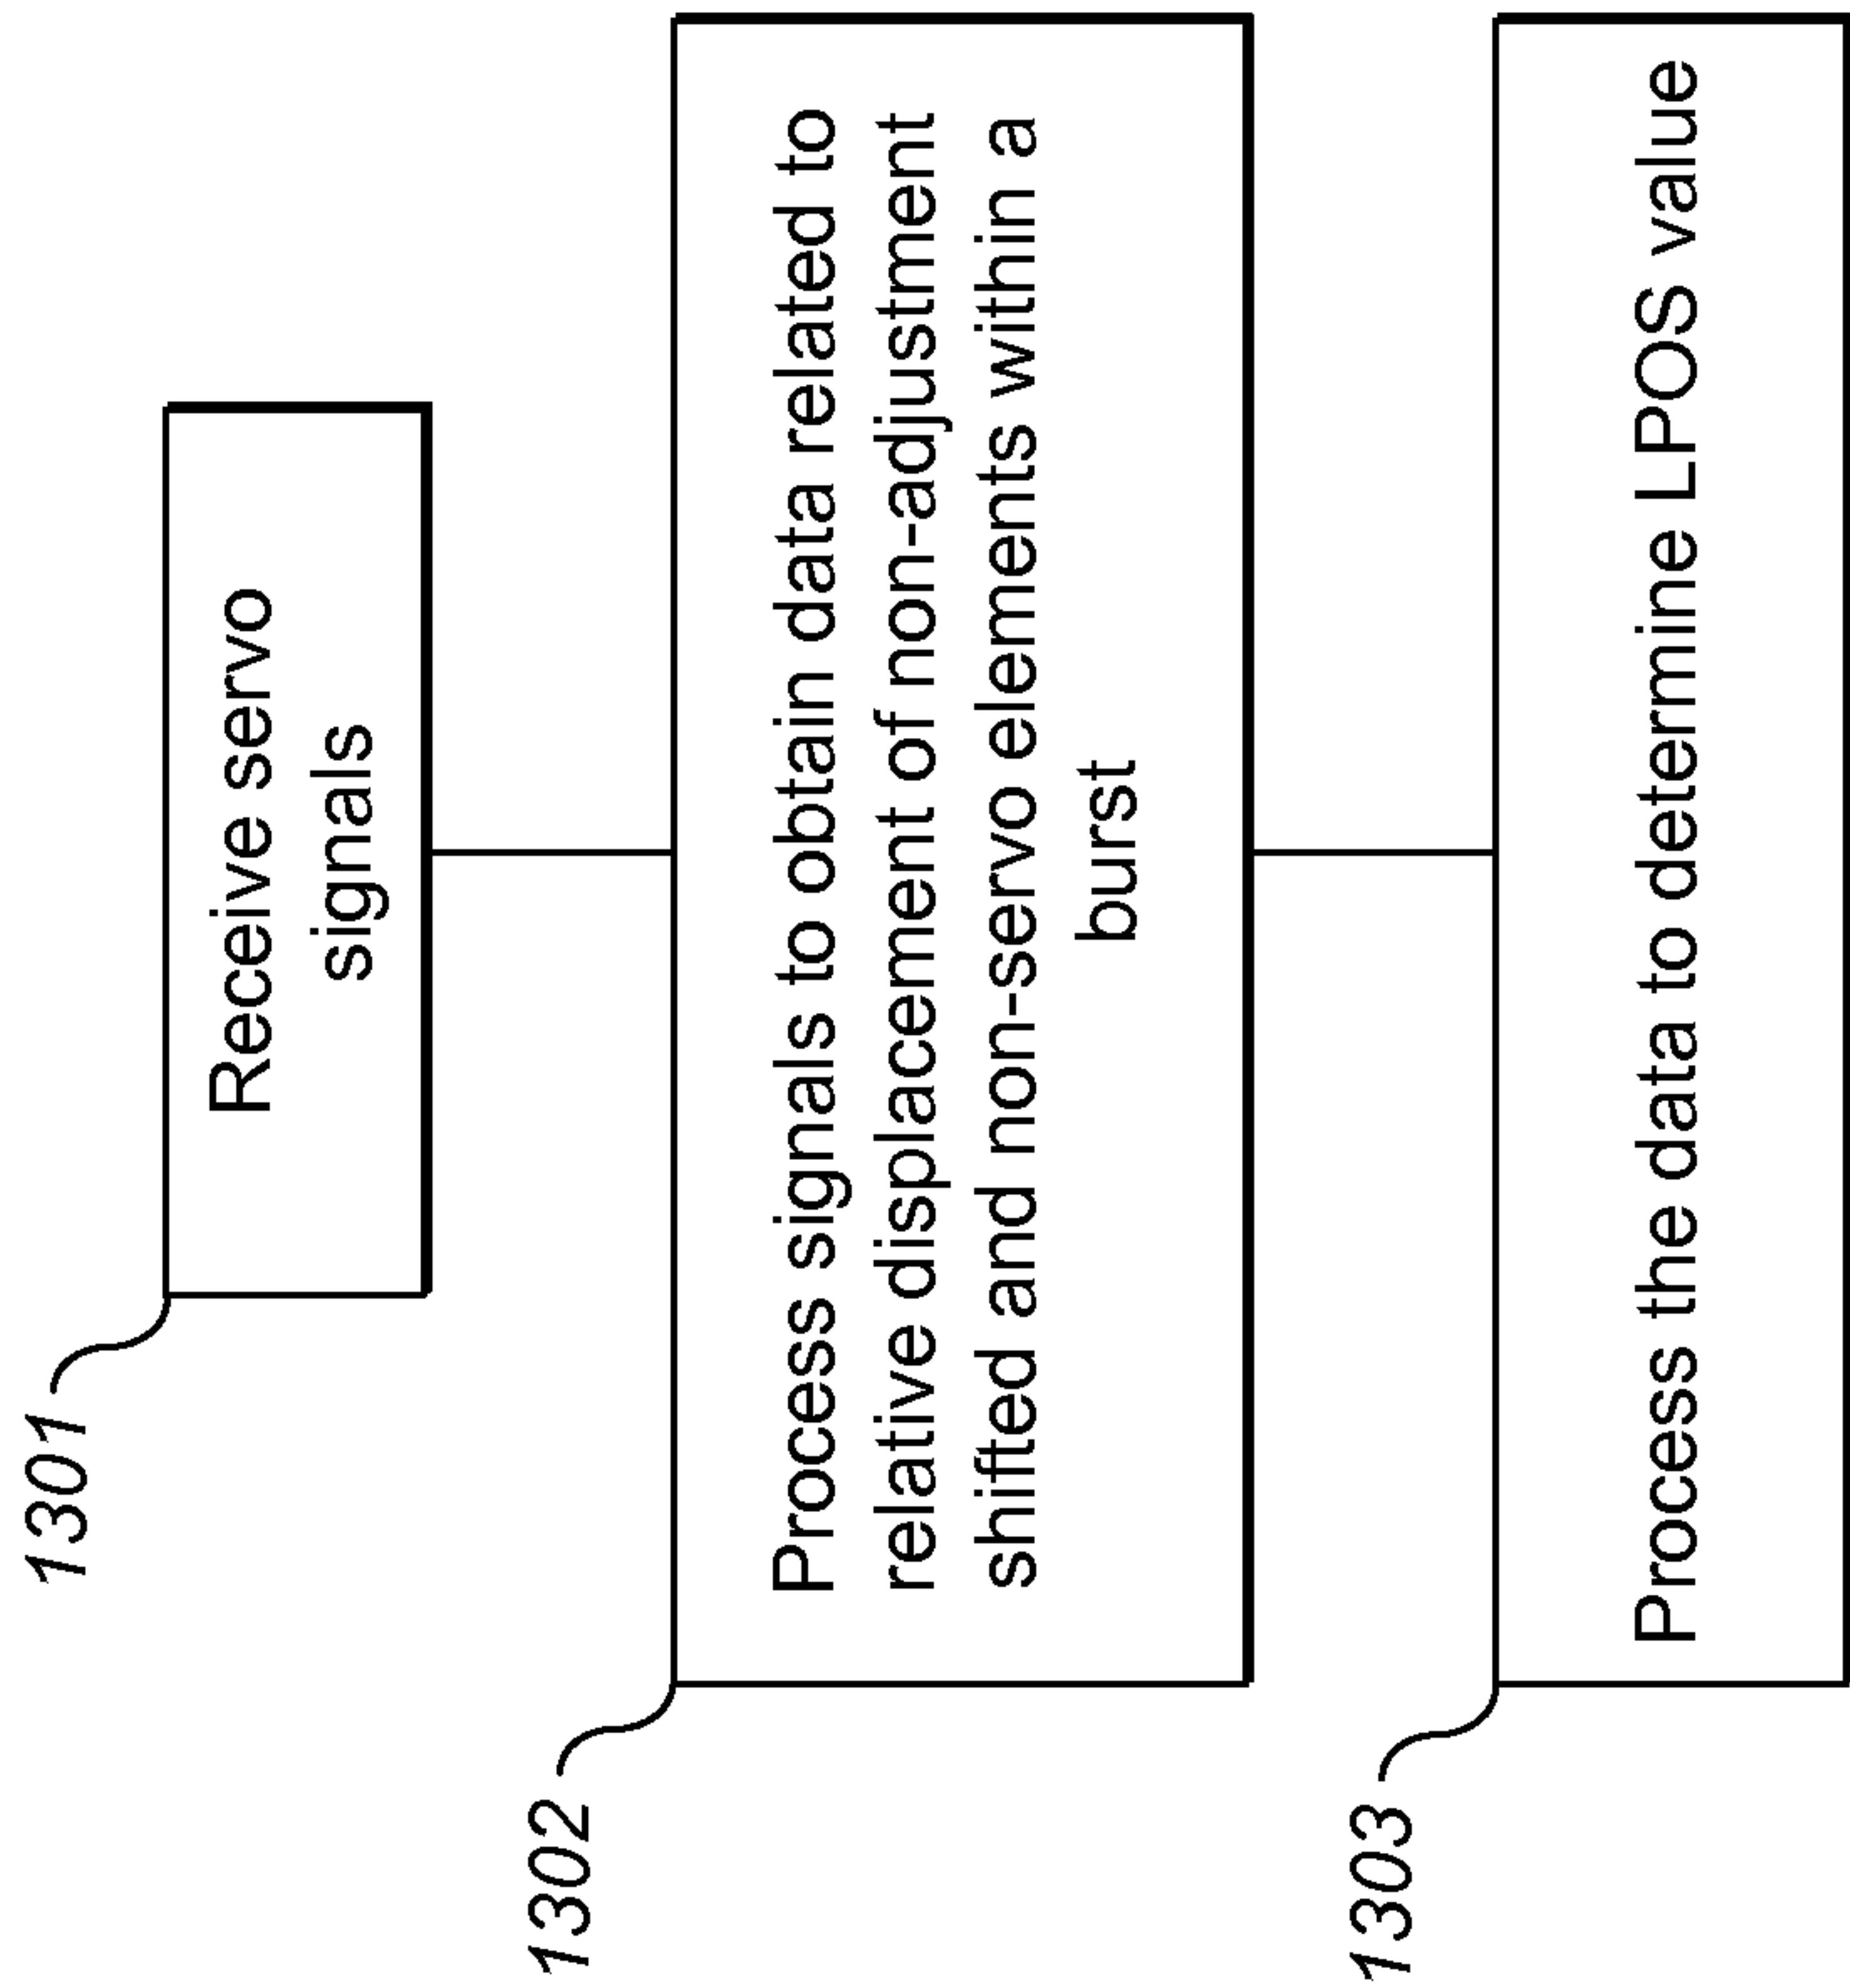 1301
Receive servo
signals
1302
Process signals to obtain data related to
relative displacement of non-adjustment
shifted and non-servo elements within a
burst
1303
Process the data to determine LPOS value